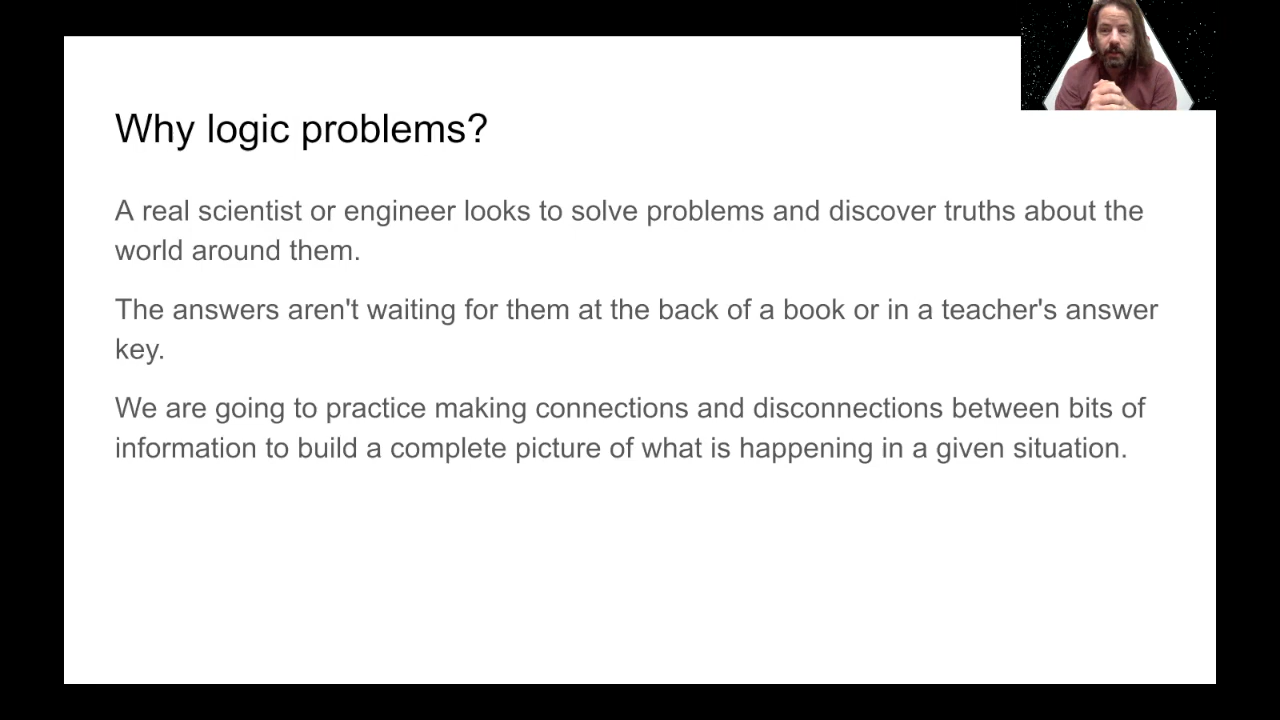 Why logic problems?
A real scientist or engineer looks to solve problems and discover truths about the
world around them.
The answers aren't waiting for them at the back of a book or in a teacher's answer
key.
We are going to practice making connections and disconnections between bits of
information to build a complete picture of what is happening in a given situation.